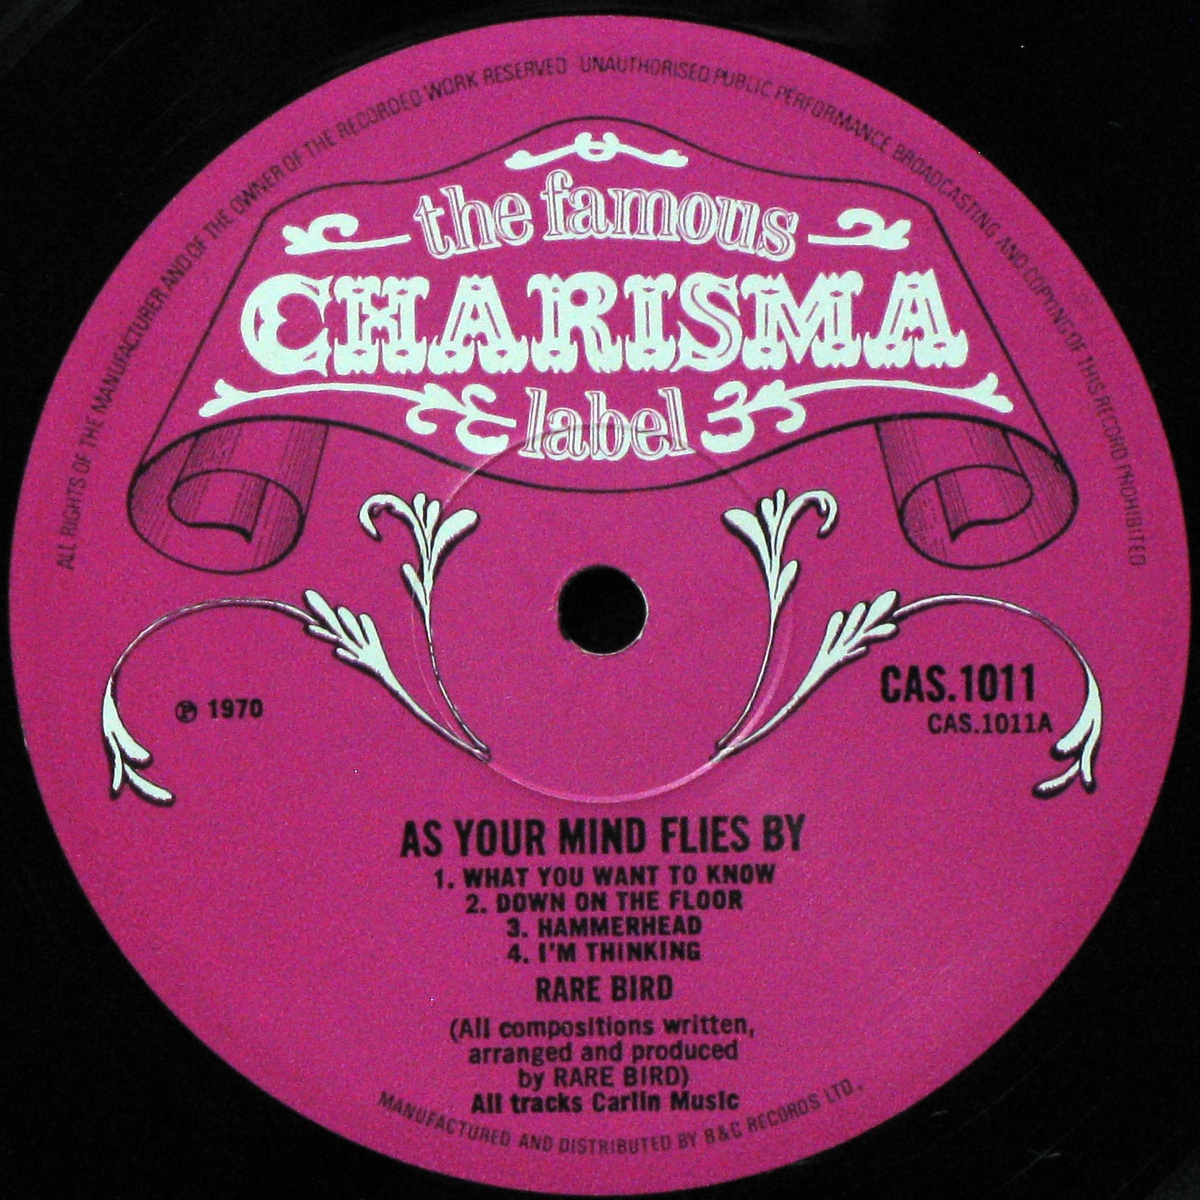 ALL RIGHTS OF THE MANUFACTURER AND OF THE OWNER OF THE RECORDED WORK RESERVED UNAUTHORISED PUBLIC PERFORMANCE BROADCASTING AND COPYING OF THIS RECORD PROHIBITED
the famous
CHARISMA
label
℗ 1970
CAS.1011
CAS.1011A
AS YOUR MIND FLIES BY
1. WHAT YOU WANT TO KNOW
2. DOWN ON THE FLOOR
3. HAMMERHEAD
4. I'M THINKING
RARE BIRD
(All compositions written,
arranged and produced
by RARE BIRD)
All tracks Carlin Music
MANUFACTURED AND DISTRIBUTED BY B&C RECORDS LTD.